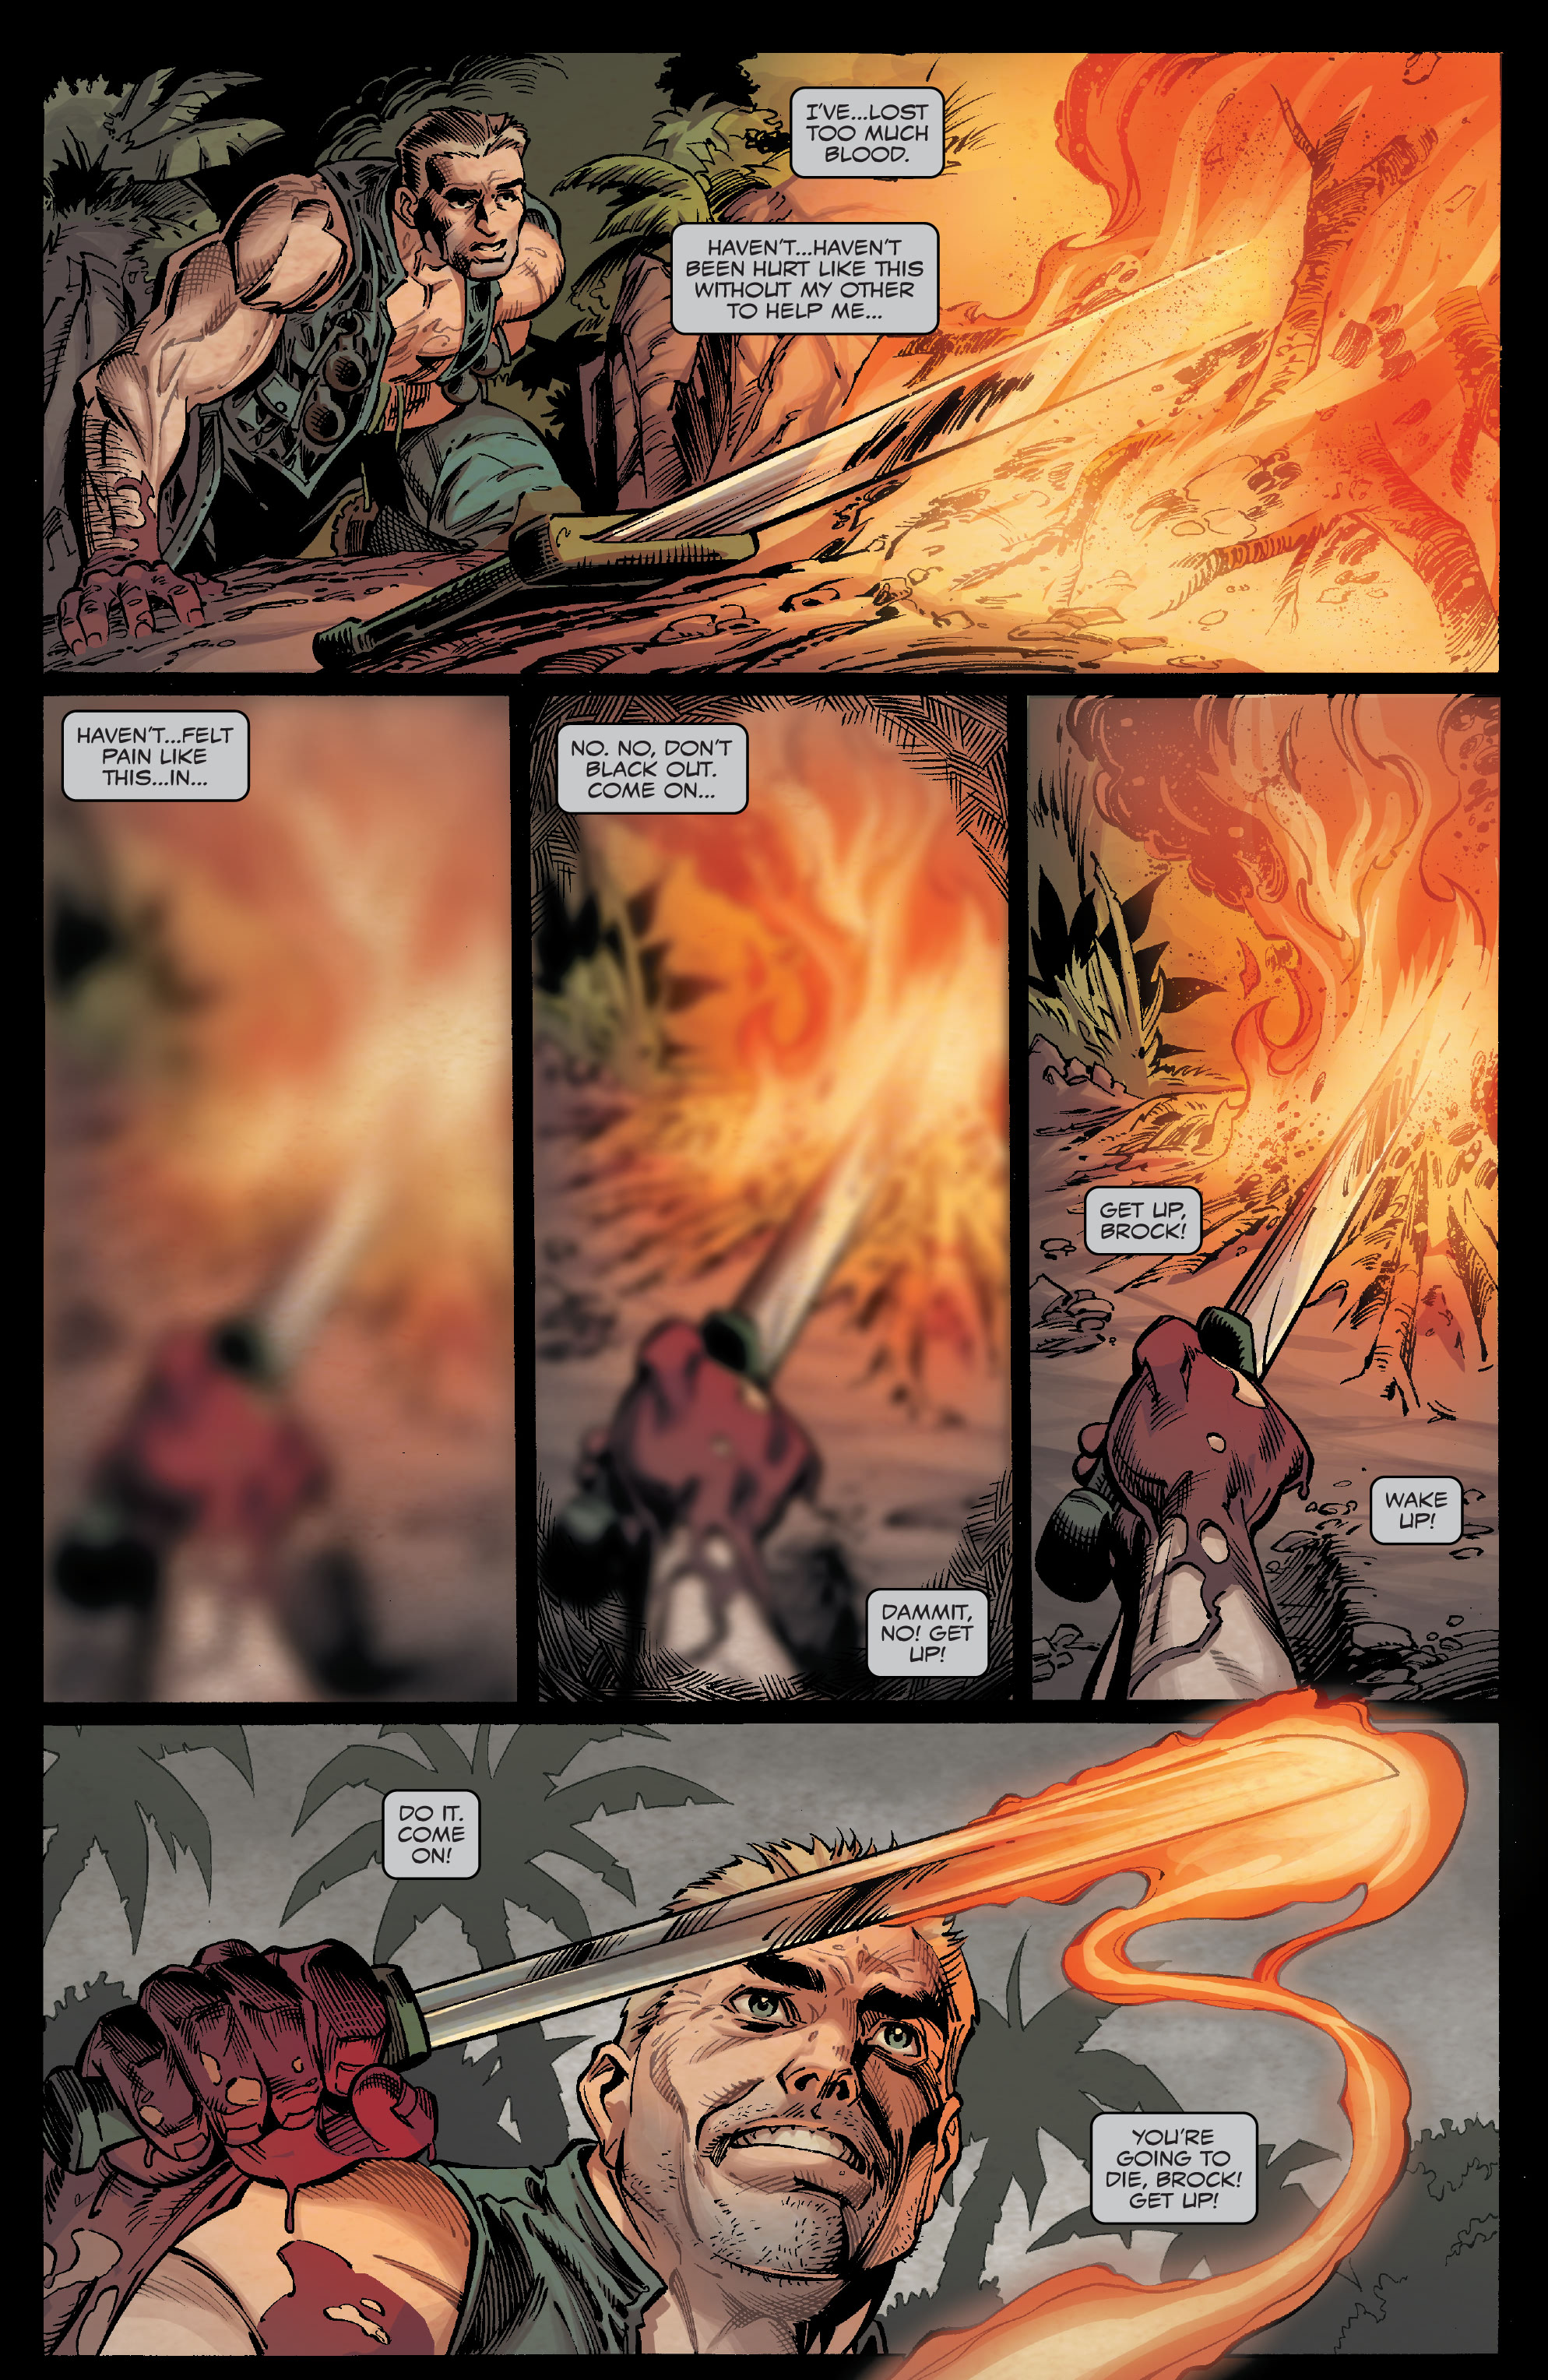 I'VE...LOST
TOO MUCH
BLOOD.
HAVEN'T...HAVEN'T
BEEN HURT LIKE THIS
WITHOUT MY OTHER
TO HELP ME...
HAVEN'T...FELT
PAIN LIKE
THIS...IN...
NO. NO, DON'T
BLACK OUT.
COME ON...
DAMMIT,
NO! GET
UP!
GET UP,
BROCK!
WAKE
UP!
DO IT.
COME
ON!
YOU'RE
GOING TO
DIE, BROCK!
GET UP!